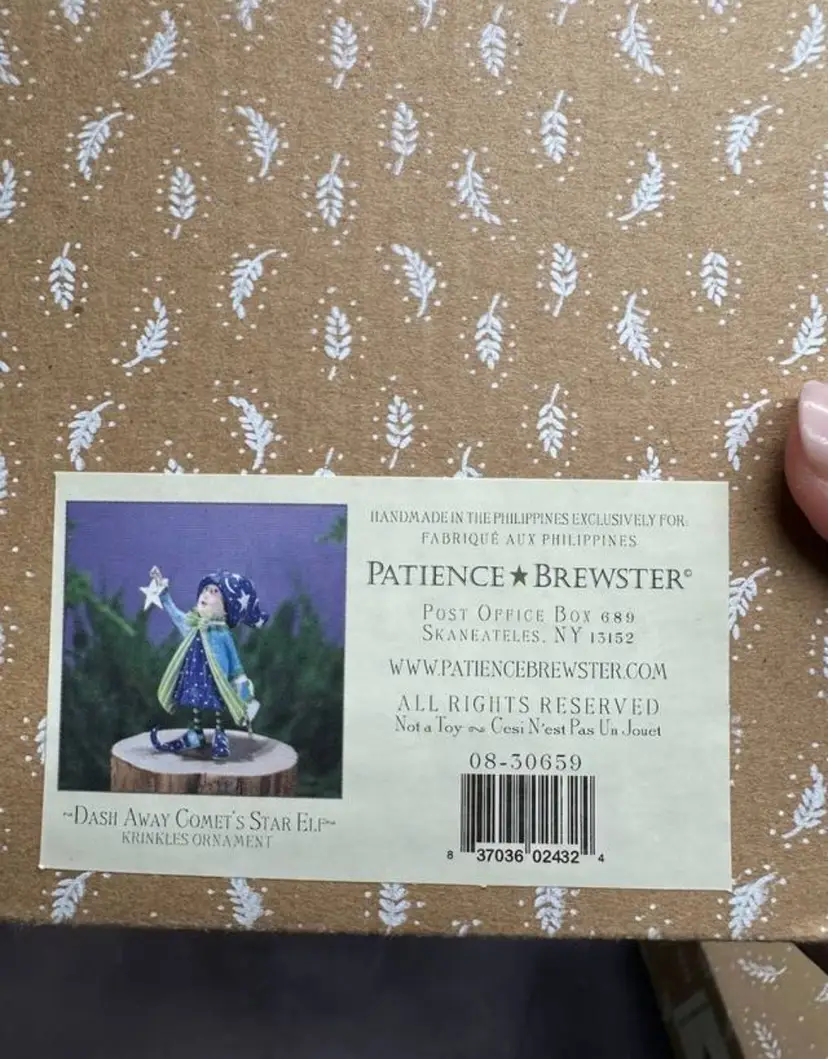 HANDMADE IN THE PHILIPPINES EXCLUSIVELY FOR:
FABRIQUÉ AUX PHILIPPINES
PATIENCE★BREWSTER©
POST OFFICE BOX 689
SKANEATELES, NY 13152
WWW.PATIENCEBREWSTER.COM
ALL RIGHTS RESERVED
Not a Toy ~ Cesi N'est Pas Un Jouet
08-30659
8 37036 02432 4
~DASH AWAY COMET'S STAR ELF~
KRINKLES ORNAMENT